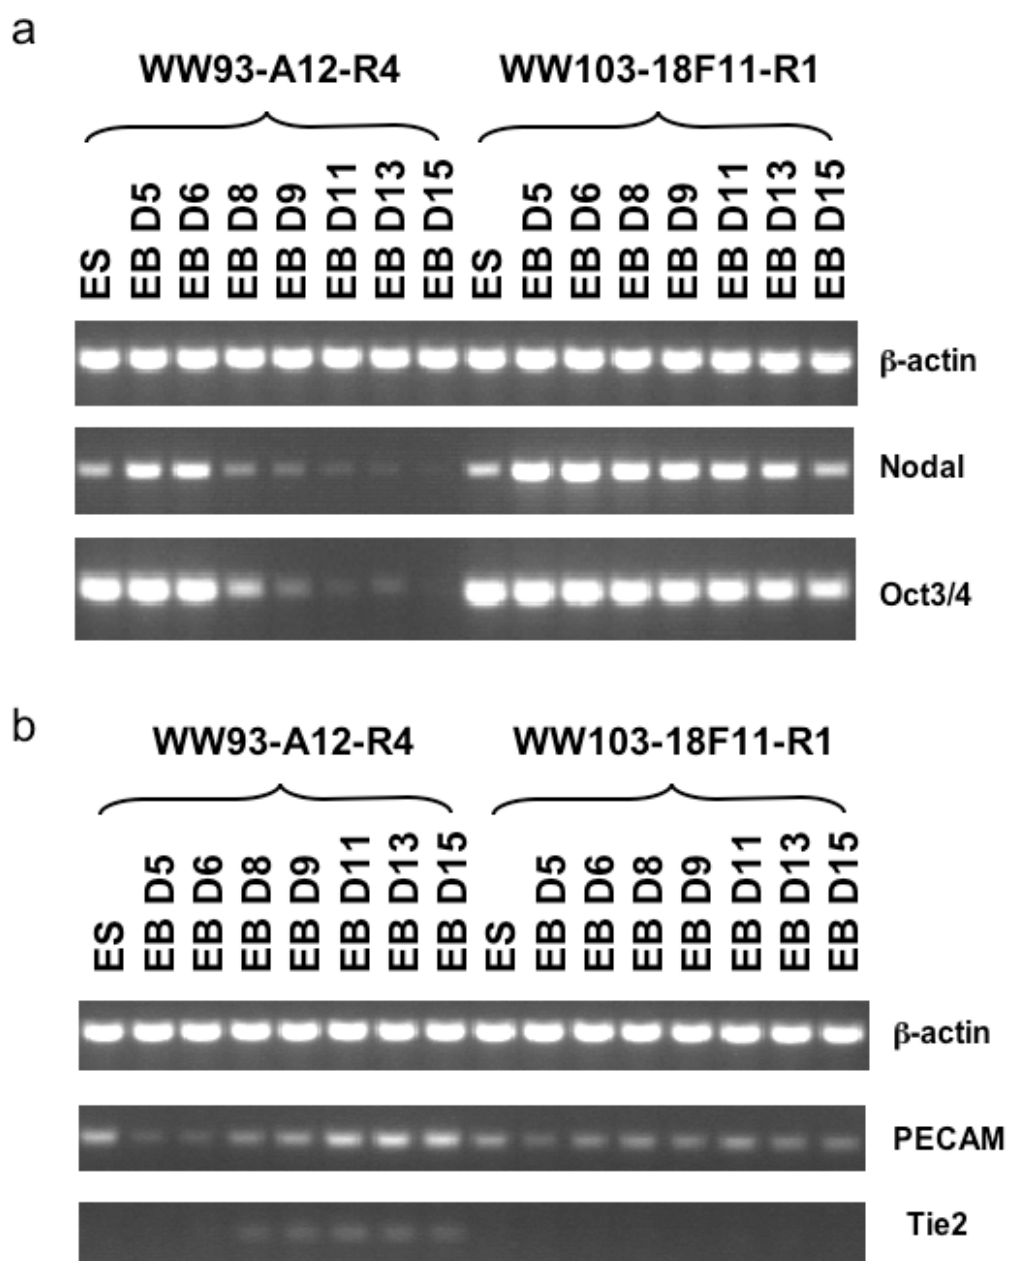 a
WW93-A12-R4 WW103-18F11-R1
ES EB D5 EB D6 EB D8 EB D9 EB D11 EB D13 EB D15 ES EB D5 EB D6 EB D8 EB D9 EB D11 EB D13 EB D15
β-actin
Nodal
Oct3/4
b
WW93-A12-R4 WW103-18F11-R1
ES EB D5 EB D6 EB D8 EB D9 EB D11 EB D13 EB D15 ES EB D5 EB D6 EB D8 EB D9 EB D11 EB D13 EB D15
β-actin
PECAM
Tie2